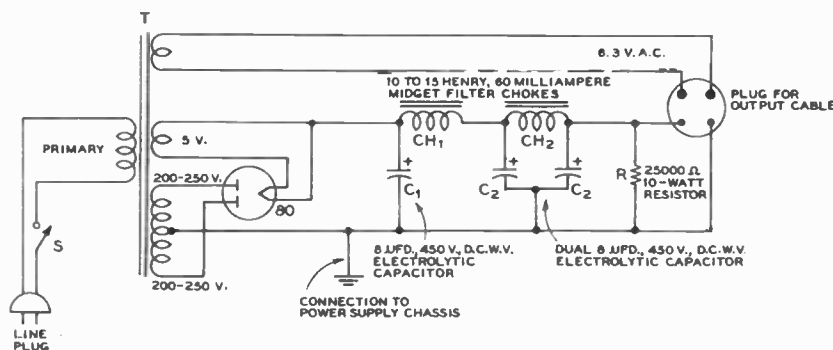 T
6.3 V. A.C.
10 TO 15 HENRY, 60 MILLIAMPERE
MIDGET FILTER CHOKES
PLUG FOR
OUTPUT CABLE
PRIMARY
5 V.
CH1
CH2
200-250 V.
80
C1
C2
C2
R
25000 Ω
10-WATT
RESISTOR
S
8 UFD., 450 V., D.C.W.V.
ELECTROLYTIC
CAPACITOR
DUAL 8 UFD., 450 V., D.C.W.V.
ELECTROLYTIC CAPACITOR
200-250 V.
CONNECTION TO
POWER SUPPLY CHASSIS
LINE
PLUG